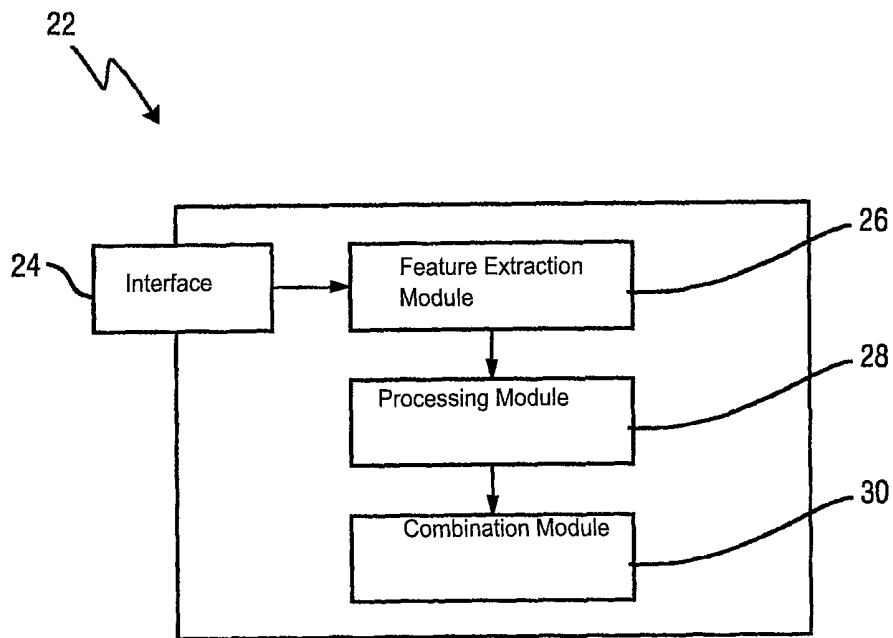 22
24
Interface
Feature Extraction
Module
26
Processing Module
28
Combination Module
30